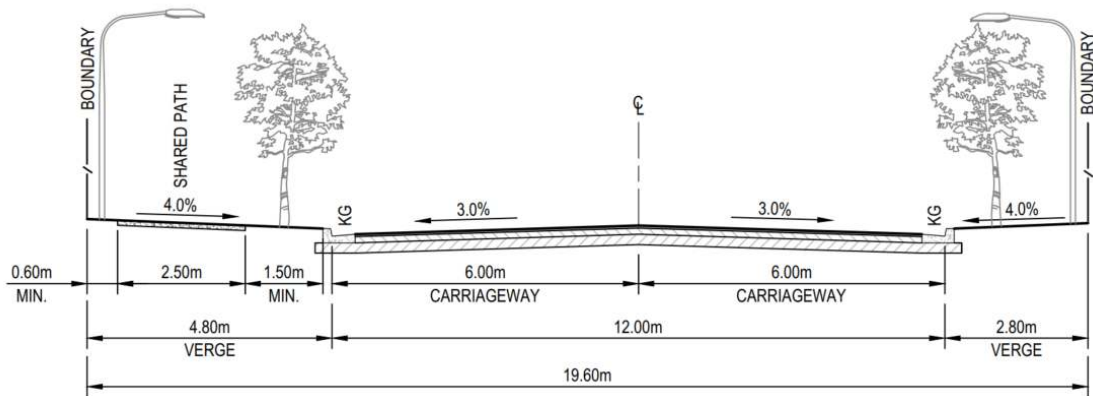 BOUNDARY
SHARED PATH
4.0%
KG
3.0%
℄
3.0%
KG
4.0%
BOUNDARY
0.60m
MIN.
2.50m
1.50m
MIN.
6.00m
CARRIAGEWAY
6.00m
CARRIAGEWAY
4.80m
VERGE
12.00m
2.80m
VERGE
19.60m